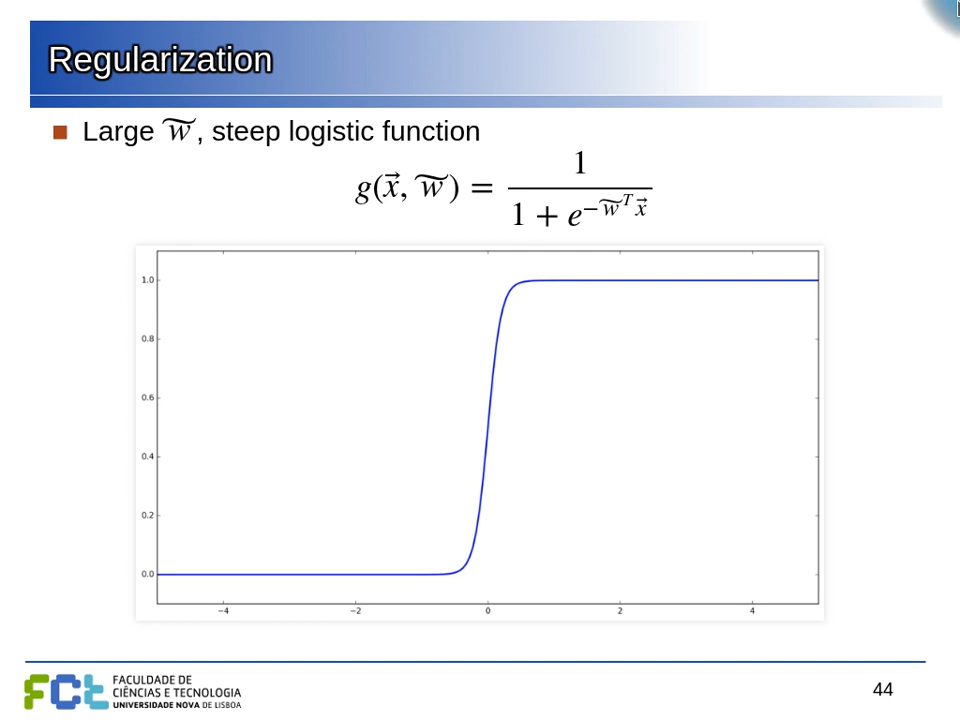 Regularization
Large w̃, steep logistic function
g(x⃗, w̃) = 1 / (1 + e^{−w̃^T x⃗})
1.0
0.8
0.6
0.4
0.2
0.0
−4 −2 0 2 4
FCt FACULDADE DE
CIÊNCIAS E TECNOLOGIA
UNIVERSIDADE NOVA DE LISBOA
44